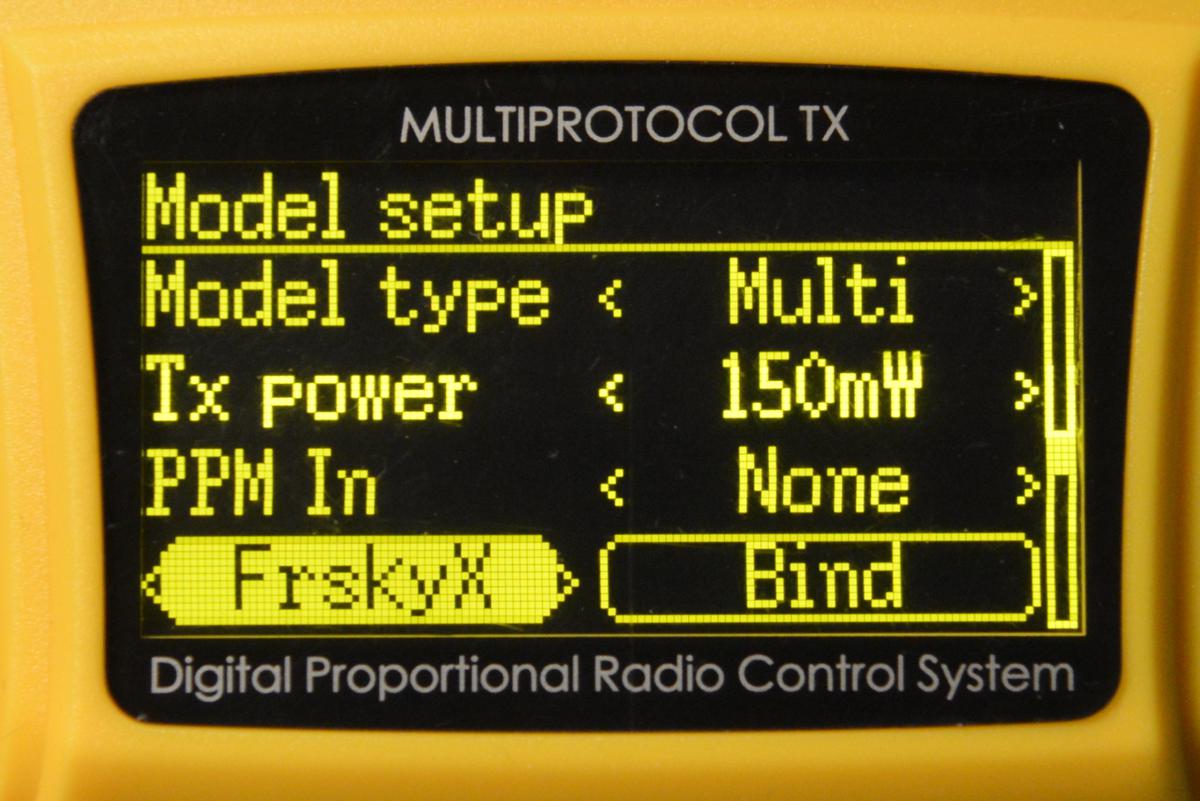 MULTIPROTOCOL TX
Model setup
Model type < Multi >
Tx power < 150mW >
PPM In < None >
< FrskyX > Bind
Digital Proportional Radio Control System